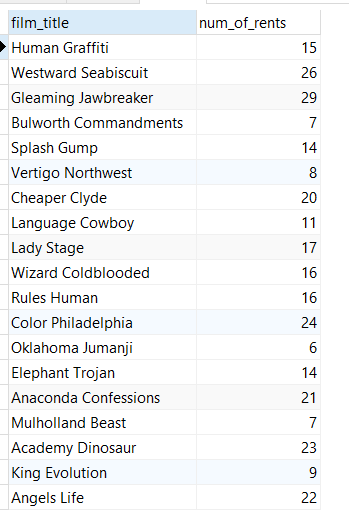 film_title num_of_rents
Human Graffiti 15
Westward Seabiscuit 26
Gleaming Jawbreaker 29
Bulworth Commandments 7
Splash Gump 14
Vertigo Northwest 8
Cheaper Clyde 20
Language Cowboy 11
Lady Stage 17
Wizard Coldblooded 16
Rules Human 16
Color Philadelphia 24
Oklahoma Jumanji 6
Elephant Trojan 14
Anaconda Confessions 21
Mulholland Beast 7
Academy Dinosaur 23
King Evolution 9
Angels Life 22